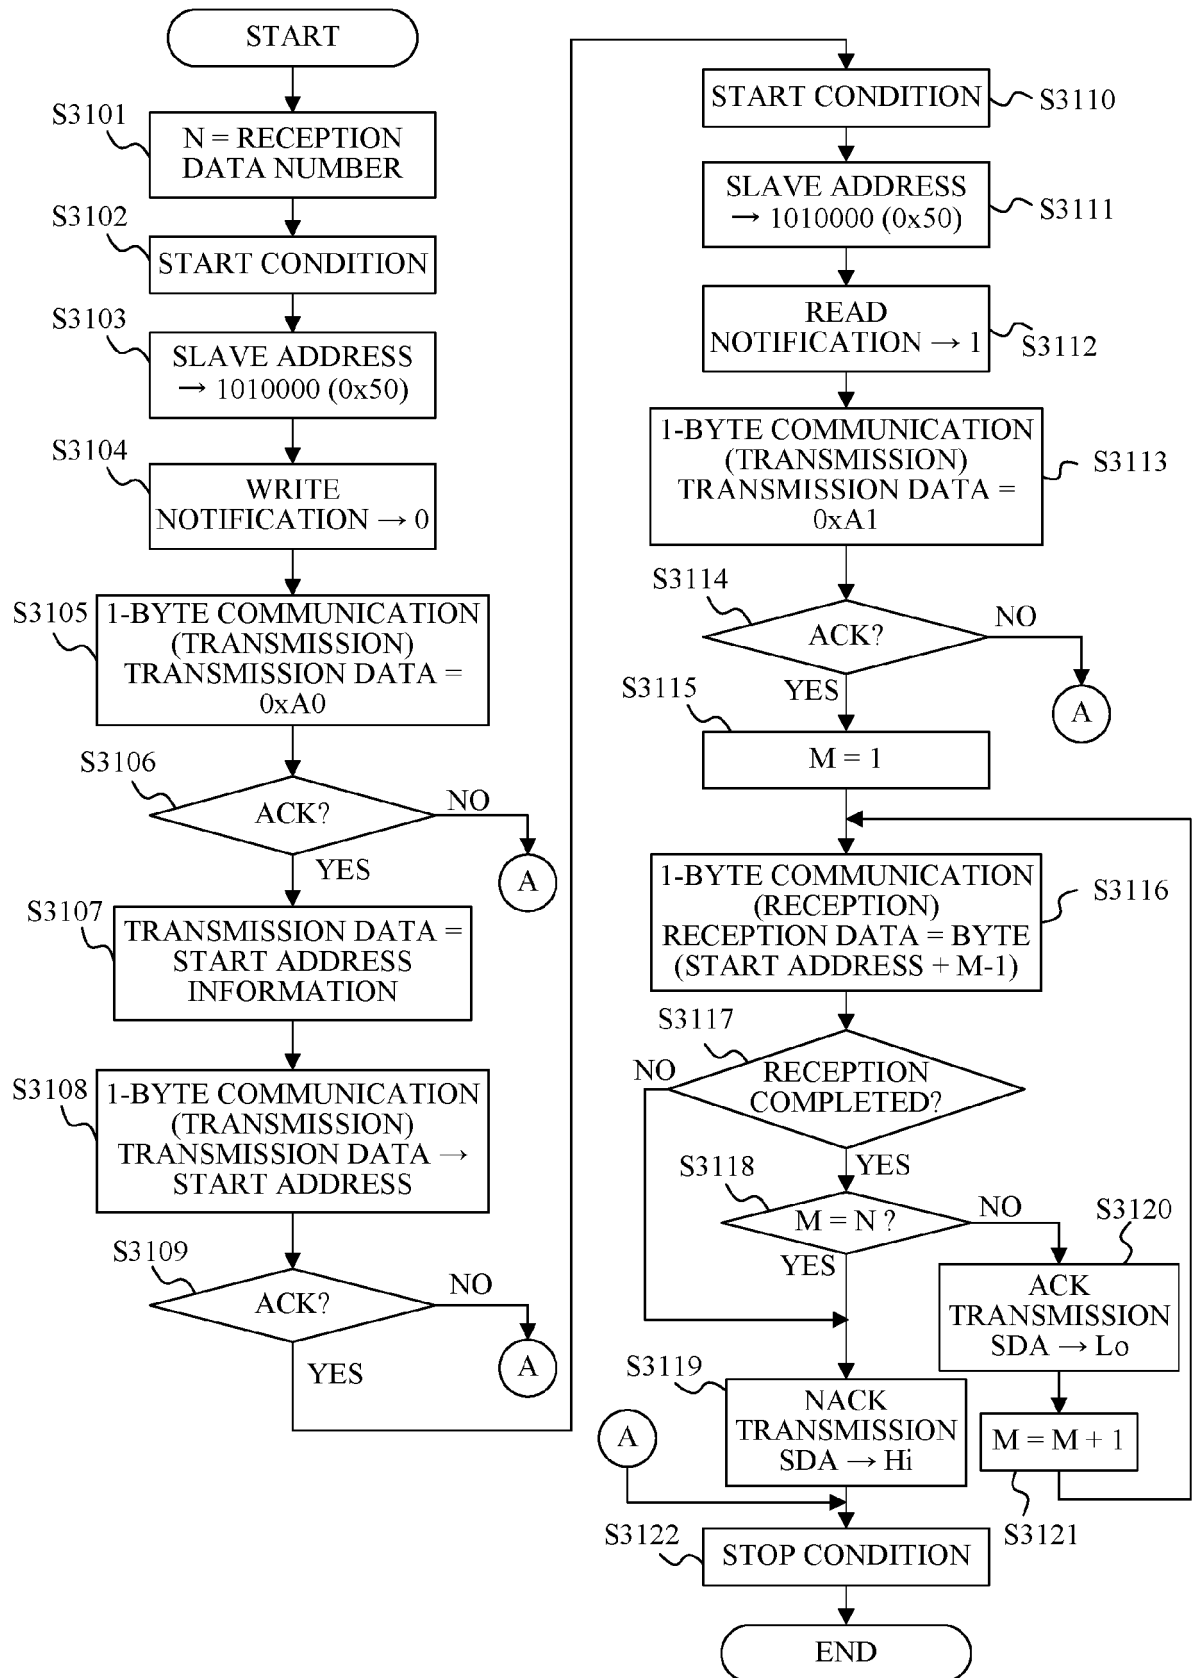 START
S3101
N = RECEPTION
DATA NUMBER
S3102
START CONDITION
S3103
SLAVE ADDRESS
→ 1010000 (0x50)
S3104
WRITE
NOTIFICATION → 0
S3105
1-BYTE COMMUNICATION
(TRANSMISSION)
TRANSMISSION DATA =
0xA0
S3106
ACK?
NO
A
YES
S3107
TRANSMISSION DATA =
START ADDRESS
INFORMATION
S3108
1-BYTE COMMUNICATION
(TRANSMISSION)
TRANSMISSION DATA →
START ADDRESS
S3109
ACK?
NO
A
YES
START CONDITION
S3110
SLAVE ADDRESS
→ 1010000 (0x50)
S3111
READ
NOTIFICATION → 1
S3112
1-BYTE COMMUNICATION
(TRANSMISSION)
TRANSMISSION DATA =
0xA1
S3113
S3114
ACK?
NO
A
YES
S3115
M = 1
1-BYTE COMMUNICATION
(RECEPTION)
RECEPTION DATA = BYTE
(START ADDRESS + M-1)
S3116
S3117
NO
RECEPTION
COMPLETED?
YES
S3118
M = N ?
NO
YES
S3120
ACK
TRANSMISSION
SDA → Lo
S3119
NACK
TRANSMISSION
SDA → Hi
M = M + 1
S3121
A
S3122
STOP CONDITION
END